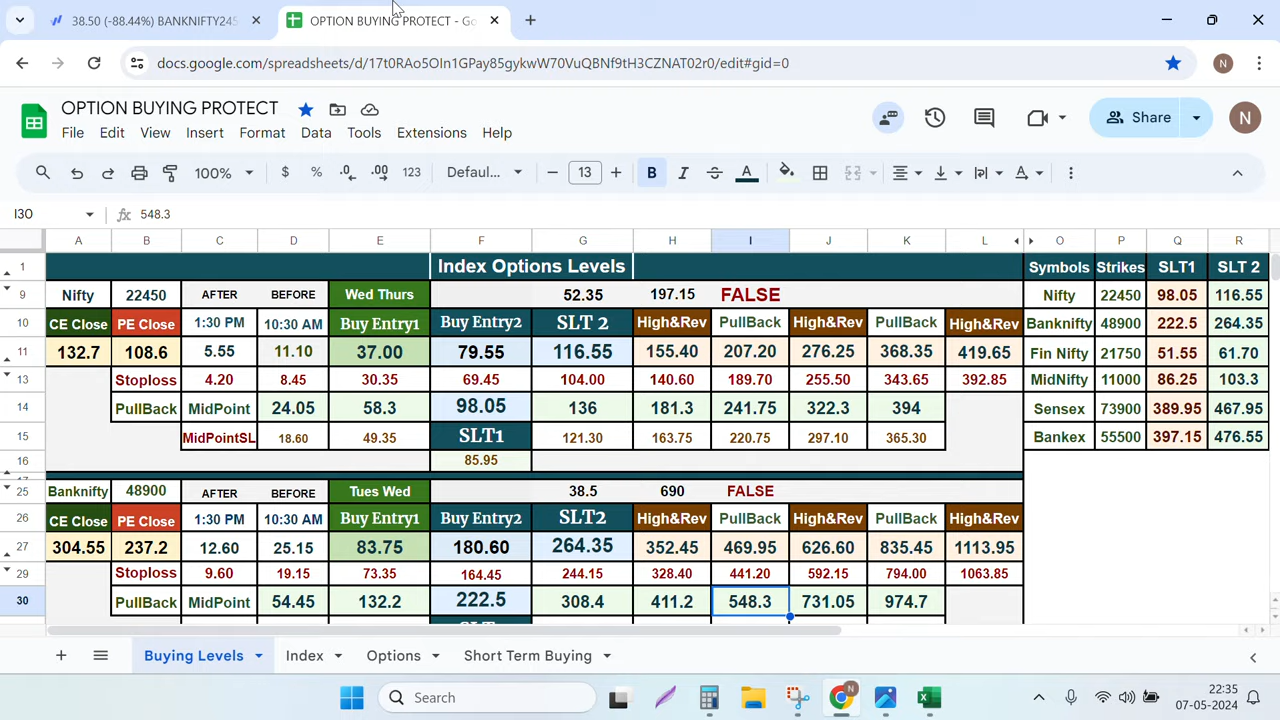 38.50 (-88.44%) BANKNIFTY245
OPTION BUYING PROTECT - Go
docs.google.com/spreadsheets/d/17t0RAo5OIn1GPay85gykwW70VuQBNf9tH3CZNAT02r0/edit#gid=0
N
OPTION BUYING PROTECT
File Edit View Insert Format Data Tools Extensions Help
Share
N
100% $ % .0 .00 123 Defaul... 13 B I S A
I30 fx 548.3
A B C D E F G H I J K L O P Q R
1 Index Options Levels Symbols Strikes SLT1 SLT 2
9 Nifty 22450 AFTER BEFORE Wed Thurs 52.35 197.15 FALSE Nifty 22450 98.05 116.55
10 CE Close PE Close 1:30 PM 10:30 AM Buy Entry1 Buy Entry2 SLT 2 High&Rev PullBack High&Rev PullBack High&Rev Banknifty 48900 222.5 264.35
11 132.7 108.6 5.55 11.10 37.00 79.55 116.55 155.40 207.20 276.25 368.35 419.65 Fin Nifty 21750 51.55 61.70
13 Stoploss 4.20 8.45 30.35 69.45 104.00 140.60 189.70 255.50 343.65 392.85 MidNifty 11000 86.25 103.3
14 PullBack MidPoint 24.05 58.3 98.05 136 181.3 241.75 322.3 394 Sensex 73900 389.95 467.95
15 MidPointSL 18.60 49.35 SLT1 121.30 163.75 220.75 297.10 365.30 Bankex 55500 397.15 476.55
16 85.95
25 Banknifty 48900 AFTER BEFORE Tues Wed 38.5 690 FALSE
26 CE Close PE Close 1:30 PM 10:30 AM Buy Entry1 Buy Entry2 SLT2 High&Rev PullBack High&Rev PullBack High&Rev
27 304.55 237.2 12.60 25.15 83.75 180.60 264.35 352.45 469.95 626.60 835.45 1113.95
29 Stoploss 9.60 19.15 73.35 164.45 244.15 328.40 441.20 592.15 794.00 1063.85
30 PullBack MidPoint 54.45 132.2 222.5 308.4 411.2 548.3 731.05 974.7
Buying Levels Index Options Short Term Buying
Search
N
22:35
07-05-2024